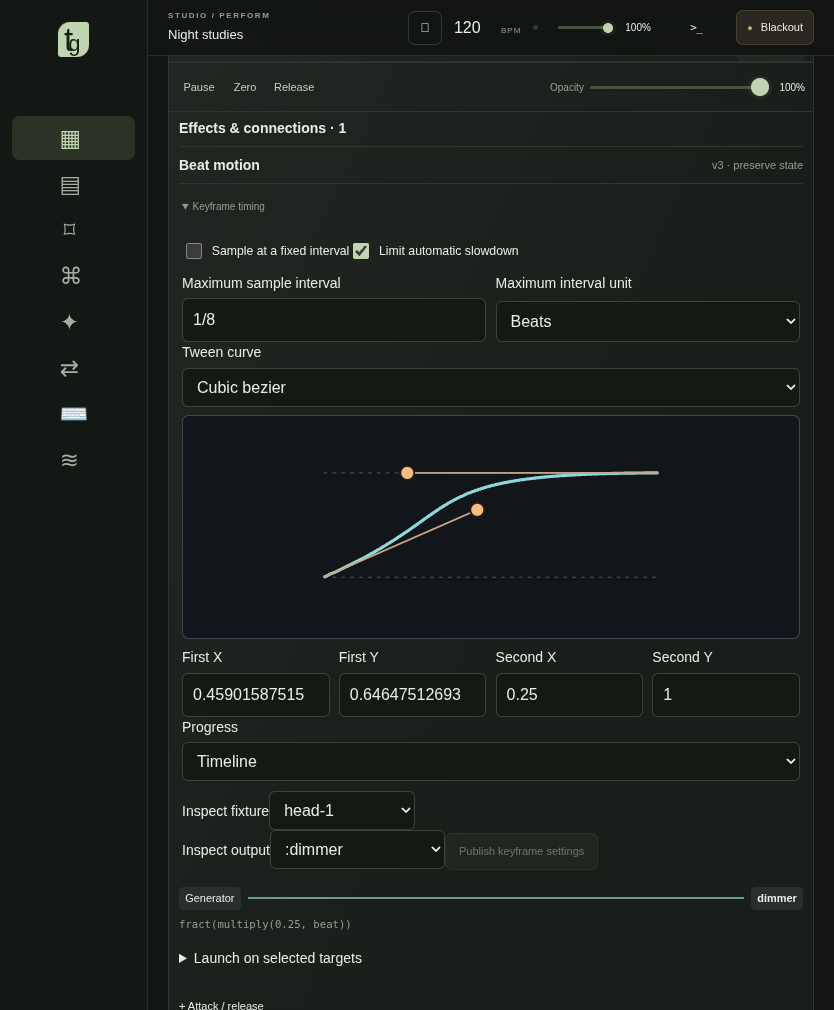 STUDIO / PERFORM
Night studies
tg
120 BPM
100%
>_
Blackout
Pause Zero Release
Opacity 100%
Effects & connections · 1
Beat motion
v3 · preserve state
▼ Keyframe timing
Sample at a fixed interval
Limit automatic slowdown
Maximum sample interval
Maximum interval unit
1/8
Beats
Tween curve
Cubic bezier
First X First Y Second X Second Y
0.45901587515 0.64647512693 0.25 1
Progress
Timeline
Inspect fixture head-1
Inspect output :dimmer
Publish keyframe settings
Generator dimmer
fract(multiply(0.25, beat))
▶ Launch on selected targets
+ Attack / release